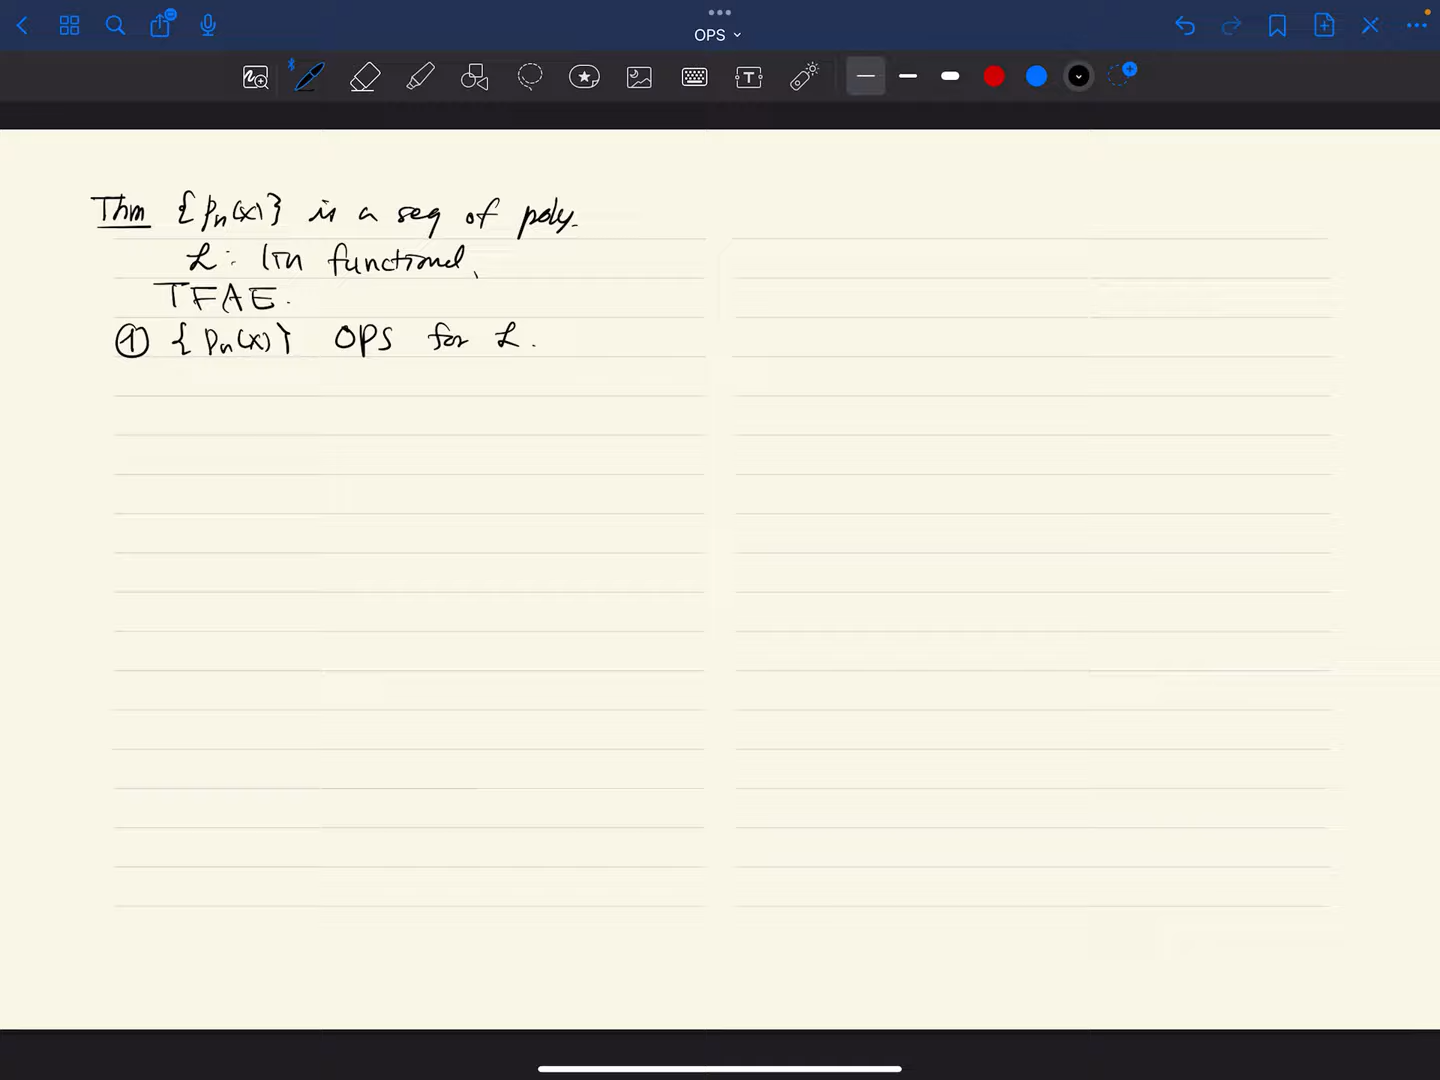 OPS
Thm {Pn(x)} is a seq of poly.
L : lin functional,
TFAE.
① {Pn(x)} OPS for L.